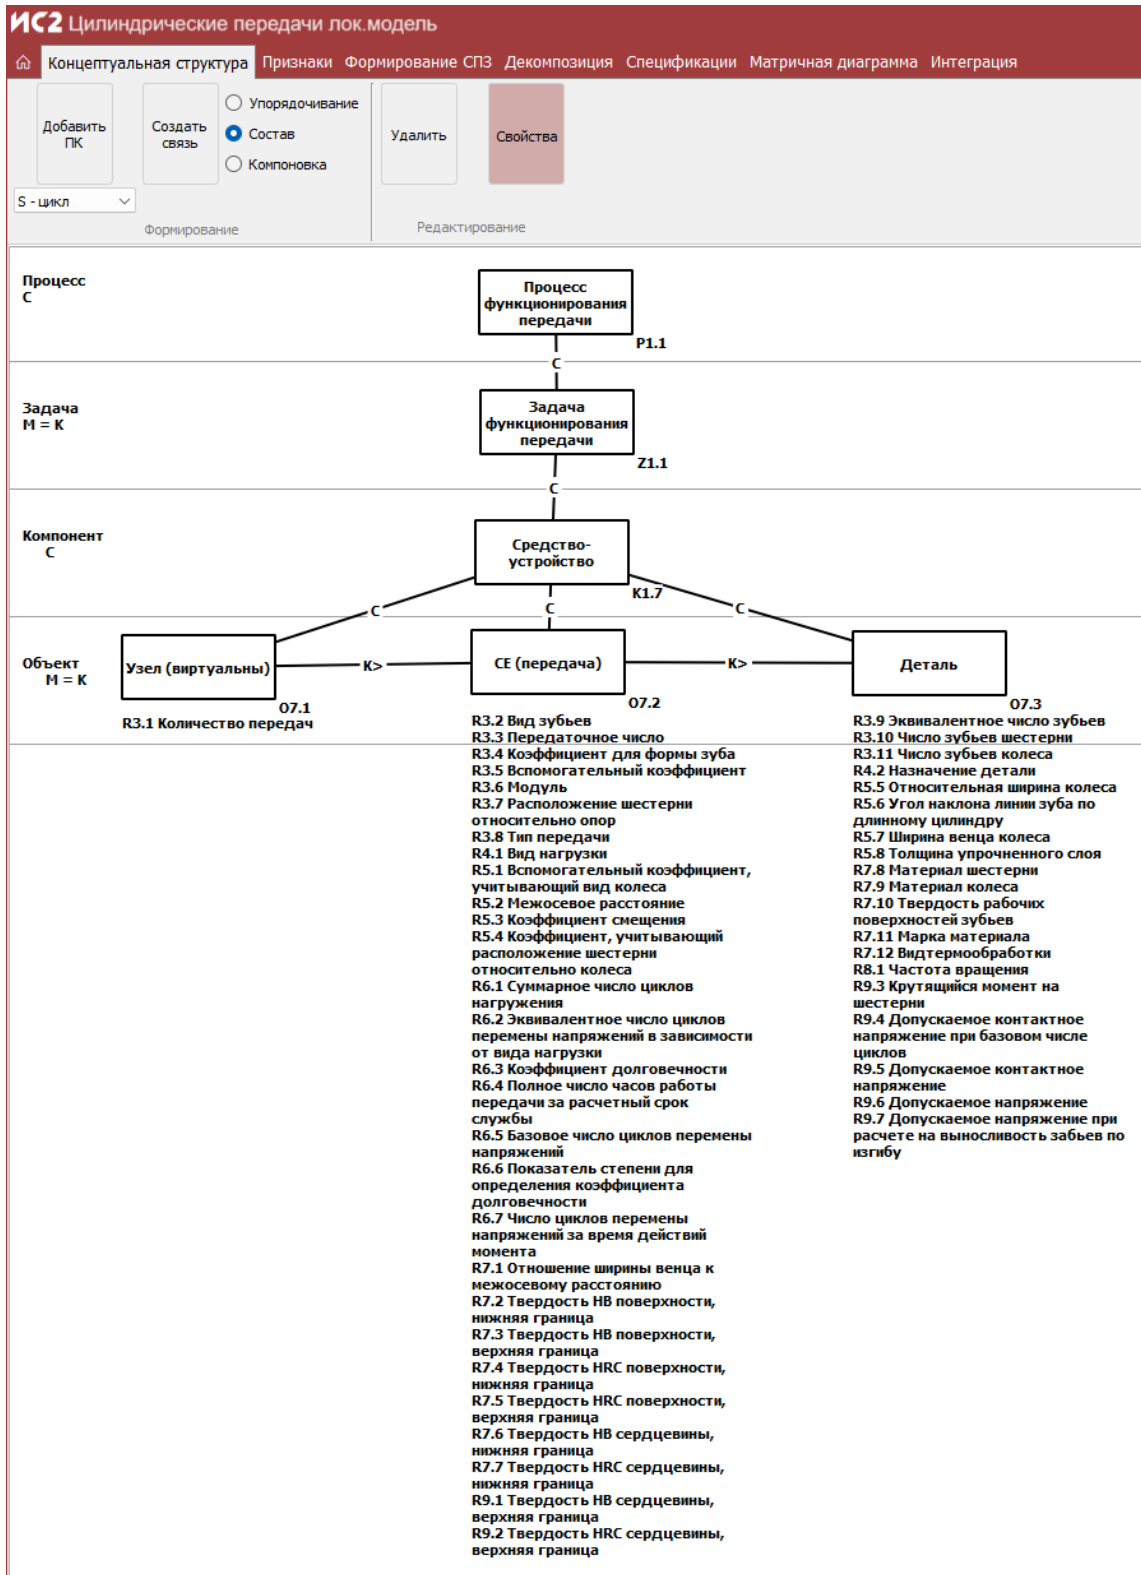 ИС2 Цилиндрические передачи лок.модель
Концептуальная структура Признаки Формирование СПЗ Декомпозиция Спецификации Матричная диаграмма Интеграция
Добавить
ПК
Создать
связь
Упорядочивание
Состав
Компоновка
Удалить
Свойства
S - цикл
Формирование
Редактирование
Процесс
С
Процесс
функционирования
передачи
P1.1
С
Задача
М = К
Задача
функционирования
передачи
Z1.1
С
Компонент
С
Средство-
устройство
К1.7
С
С
С
Объект
М = К
Узел (виртуальны)
О7.1
К>
СЕ (передача)
О7.2
К>
Деталь
О7.3
R3.1 Количество передач
R3.2 Вид зубьев
R3.3 Передаточное число
R3.4 Коэффициент для формы зуба
R3.5 Вспомогательный коэффициент
R3.6 Модуль
R3.7 Расположение шестерни
относительно опор
R3.8 Тип передачи
R4.1 Вид нагрузки
R5.1 Вспомогательный коэффициент,
учитывающий вид колеса
R5.2 Межосевое расстояние
R5.3 Коэффициент смещения
R5.4 Коэффициент, учитывающий
расположение шестерни
относительно колеса
R6.1 Суммарное число циклов
нагружения
R6.2 Эквивалентное число циклов
перемены напряжений в зависимости
от вида нагрузки
R6.3 Коэффициент долговечности
R6.4 Полное число часов работы
передачи за расчетный срок
службы
R6.5 Базовое число циклов перемены
напряжений
R6.6 Показатель степени для
определения коэффициента
долговечности
R6.7 Число циклов перемены
напряжений за время действий
момента
R7.1 Отношение ширины венца к
межосевому расстоянию
R7.2 Твердость НВ поверхности,
нижняя граница
R7.3 Твердость НВ поверхности,
верхняя граница
R7.4 Твердость HRC поверхности,
нижняя граница
R7.5 Твердость HRC поверхности,
верхняя граница
R7.6 Твердость НВ сердцевины,
нижняя граница
R7.7 Твердость HRC сердцевины,
нижняя граница
R9.1 Твердость НВ сердцевины,
верхняя граница
R9.2 Твердость HRC сердцевины,
верхняя граница
R3.9 Эквивалентное число зубьев
R3.10 Число зубьев шестерни
R3.11 Число зубьев колеса
R4.2 Назначение детали
R5.5 Относительная ширина колеса
R5.6 Угол наклона линии зуба по
длинному цилиндру
R5.7 Ширина венца колеса
R5.8 Толщина упрочненного слоя
R7.8 Материал шестерни
R7.9 Материал колеса
R7.10 Твердость рабочих
поверхностей зубьев
R7.11 Марка материала
R7.12 Видтермообработки
R8.1 Частота вращения
R9.3 Крутящийся момент на
шестерни
R9.4 Допускаемое контактное
напряжение при базовом числе
циклов
R9.5 Допускаемое контактное
напряжение
R9.6 Допускаемое напряжение
R9.7 Допускаемое напряжение при
расчете на выносливость забьев по
изгибу